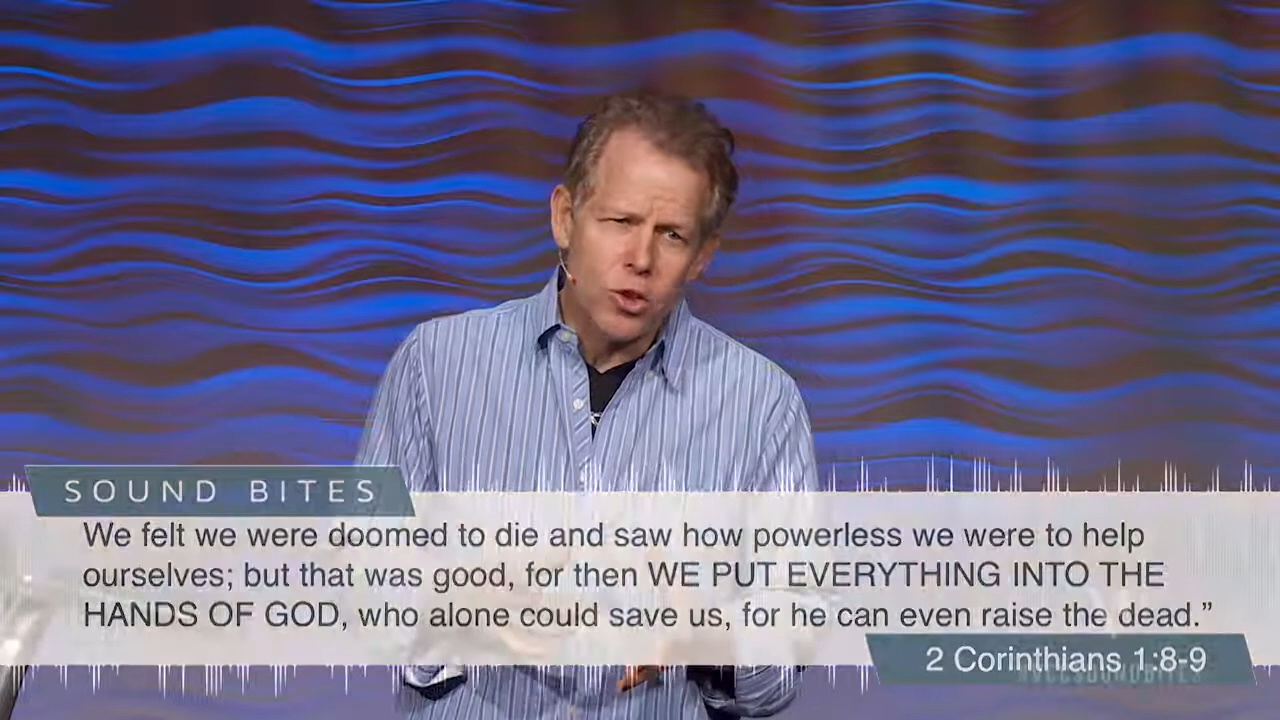 SOUND BITES
We felt we were doomed to die and saw how powerless we were to help
ourselves; but that was good, for then WE PUT EVERYTHING INTO THE
HANDS OF GOD, who alone could save us, for he can even raise the dead.”
2 Corinthians 1:8-9